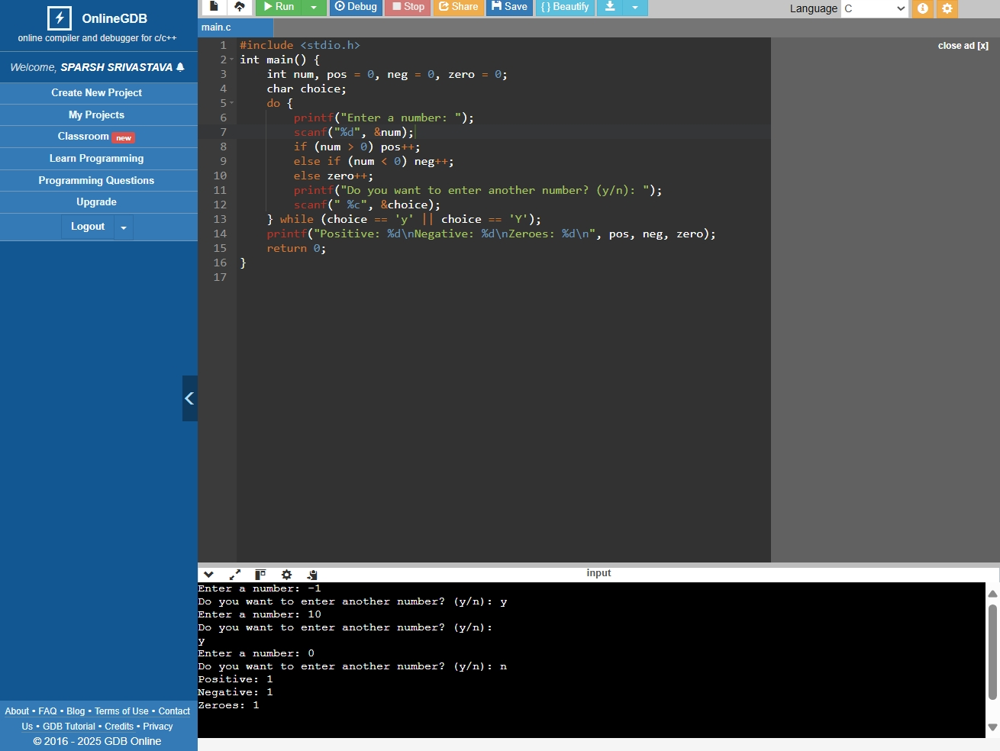 OnlineGDB
online compiler and debugger for c/c++
Welcome, SPARSH SRIVASTAVA
Create New Project
My Projects
Classroom new
Learn Programming
Programming Questions
Upgrade
Logout
About • FAQ • Blog • Terms of Use • Contact
Us • GDB Tutorial • Credits • Privacy
© 2016 - 2025 GDB Online
Run Debug Stop Share Save { } Beautify
Language C
main.c
close ad [x]
1 #include <stdio.h>
2 int main() {
3     int num, pos = 0, neg = 0, zero = 0;
4     char choice;
5     do {
6         printf("Enter a number: ");
7         scanf("%d", &num);
8         if (num > 0) pos++;
9         else if (num < 0) neg++;
10         else zero++;
11         printf("Do you want to enter another number? (y/n): ");
12         scanf(" %c", &choice);
13     } while (choice == 'y' || choice == 'Y');
14     printf("Positive: %d\nNegative: %d\nZeroes: %d\n", pos, neg, zero);
15     return 0;
16 }
17
input
Enter a number: -1
Do you want to enter another number? (y/n): y
Enter a number: 10
Do you want to enter another number? (y/n):
y
Enter a number: 0
Do you want to enter another number? (y/n): n
Positive: 1
Negative: 1
Zeroes: 1